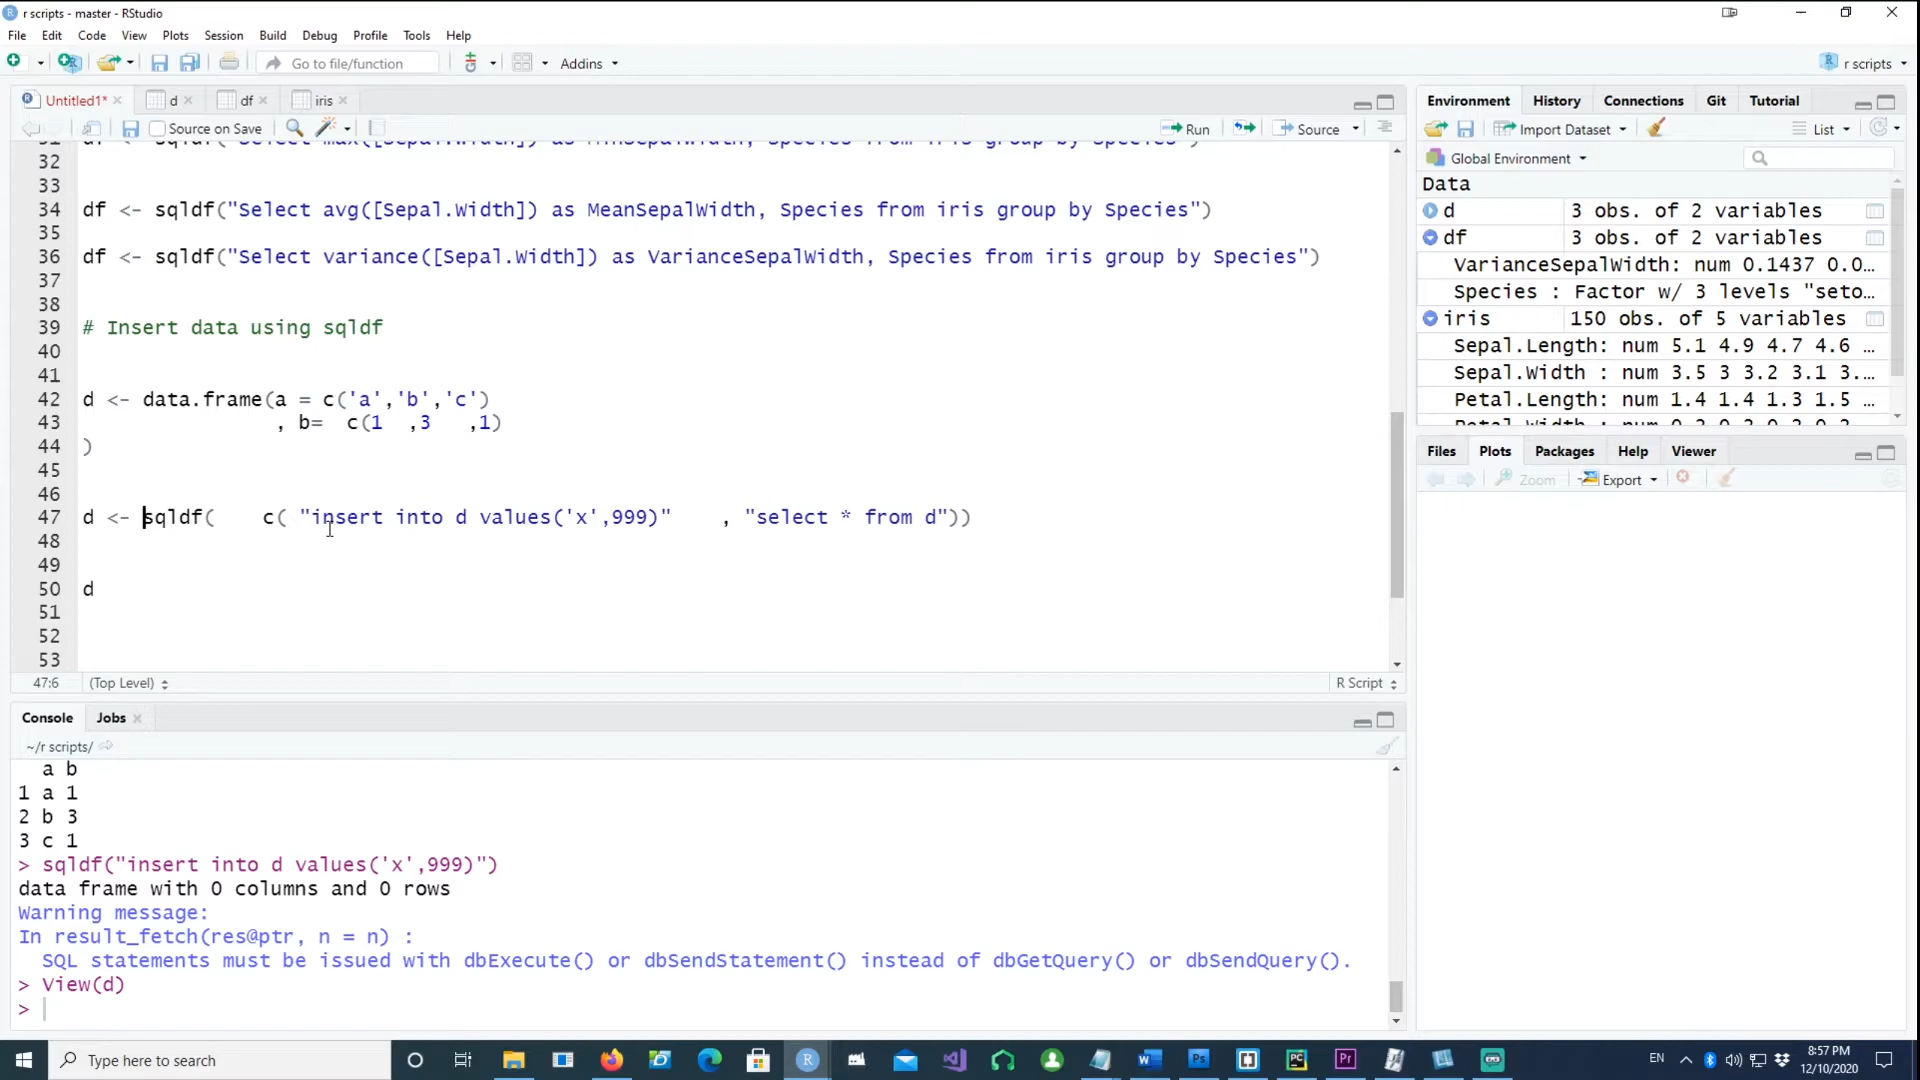 r scripts - master - RStudio
File Edit Code View Plots Session Build Debug Profile Tools Help
Go to file/function Addins r scripts
Untitled1* d df iris
Source on Save Run Source
32
33
34 df <- sqldf("Select avg([Sepal.Width]) as MeanSepalWidth, Species from iris group by Species")
35
36 df <- sqldf("Select variance([Sepal.Width]) as VarianceSepalWidth, Species from iris group by Species")
37
38
39 # Insert data using sqldf
40
41
42 d <- data.frame(a = c('a','b','c')
43 , b= c(1 ,3 ,1)
44 )
45
46
47 d <- sqldf( c( "insert into d values('x',999)" , "select * from d"))
48
49
50 d
51
52
53
47:6 (Top Level) R Script
Console Jobs
~/r scripts/
a b
1 a 1
2 b 3
3 c 1
> sqldf("insert into d values('x',999)")
data frame with 0 columns and 0 rows
Warning message:
In result_fetch(res@ptr, n = n) :
SQL statements must be issued with dbExecute() or dbSendStatement() instead of dbGetQuery() or dbSendQuery().
> View(d)
>
Environment History Connections Git Tutorial
Import Dataset List
Global Environment
Data
d 3 obs. of 2 variables
df 3 obs. of 2 variables
VarianceSepalWidth: num 0.1437 0.0…
Species : Factor w/ 3 levels "seto…
iris 150 obs. of 5 variables
Sepal.Length: num 5.1 4.9 4.7 4.6 …
Sepal.Width : num 3.5 3 3.2 3.1 3.…
Petal.Length: num 1.4 1.4 1.3 1.5 …
Files Plots Packages Help Viewer
Zoom Export
Type here to search
EN
8:57 PM
12/10/2020